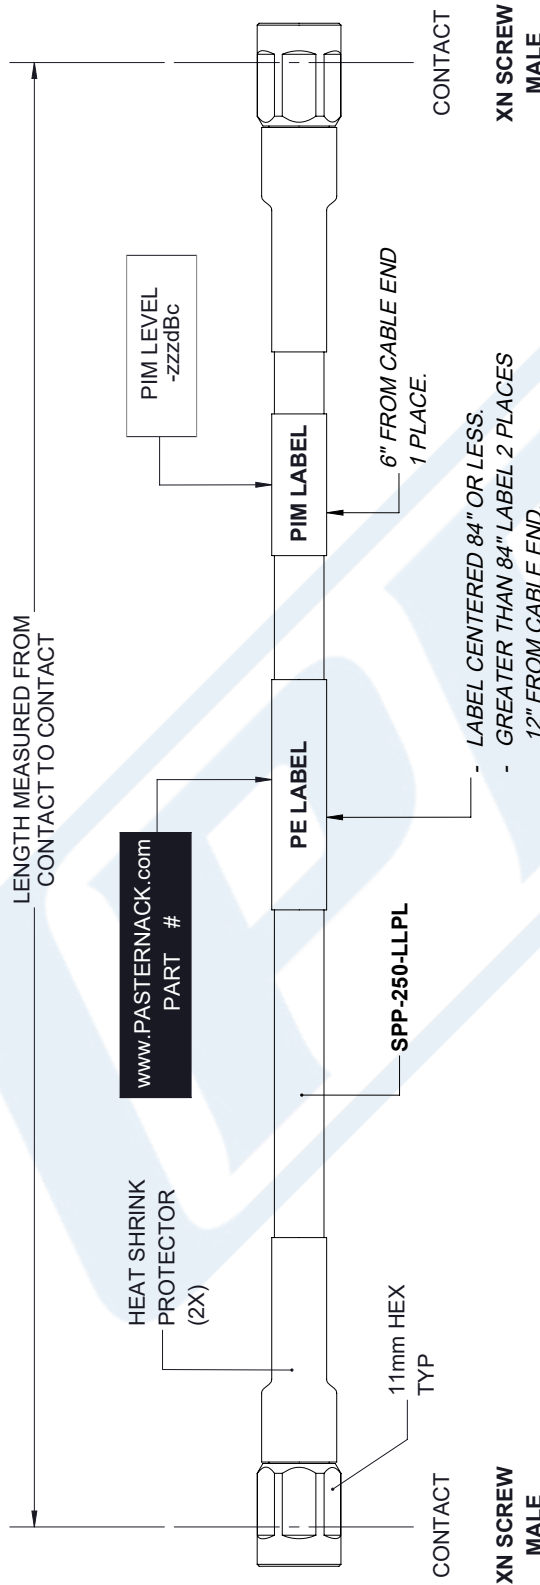 LENGTH MEASURED FROM
CONTACT TO CONTACT
www.PASTERNACK.com
PART #
PIM LEVEL
-zzzdBc
HEAT SHRINK
PROTECTOR
(2X)
PE LABEL
PIM LABEL
11mm HEX
TYP
SPP-250-LLPL
6" FROM CABLE END
1 PLACE.
- LABEL CENTERED 84" OR LESS.
- GREATER THAN 84" LABEL 2 PLACES
12" FROM CABLE END.
CONTACT
XN SCREW
MALE
CONTACT
XN SCREW
MALE